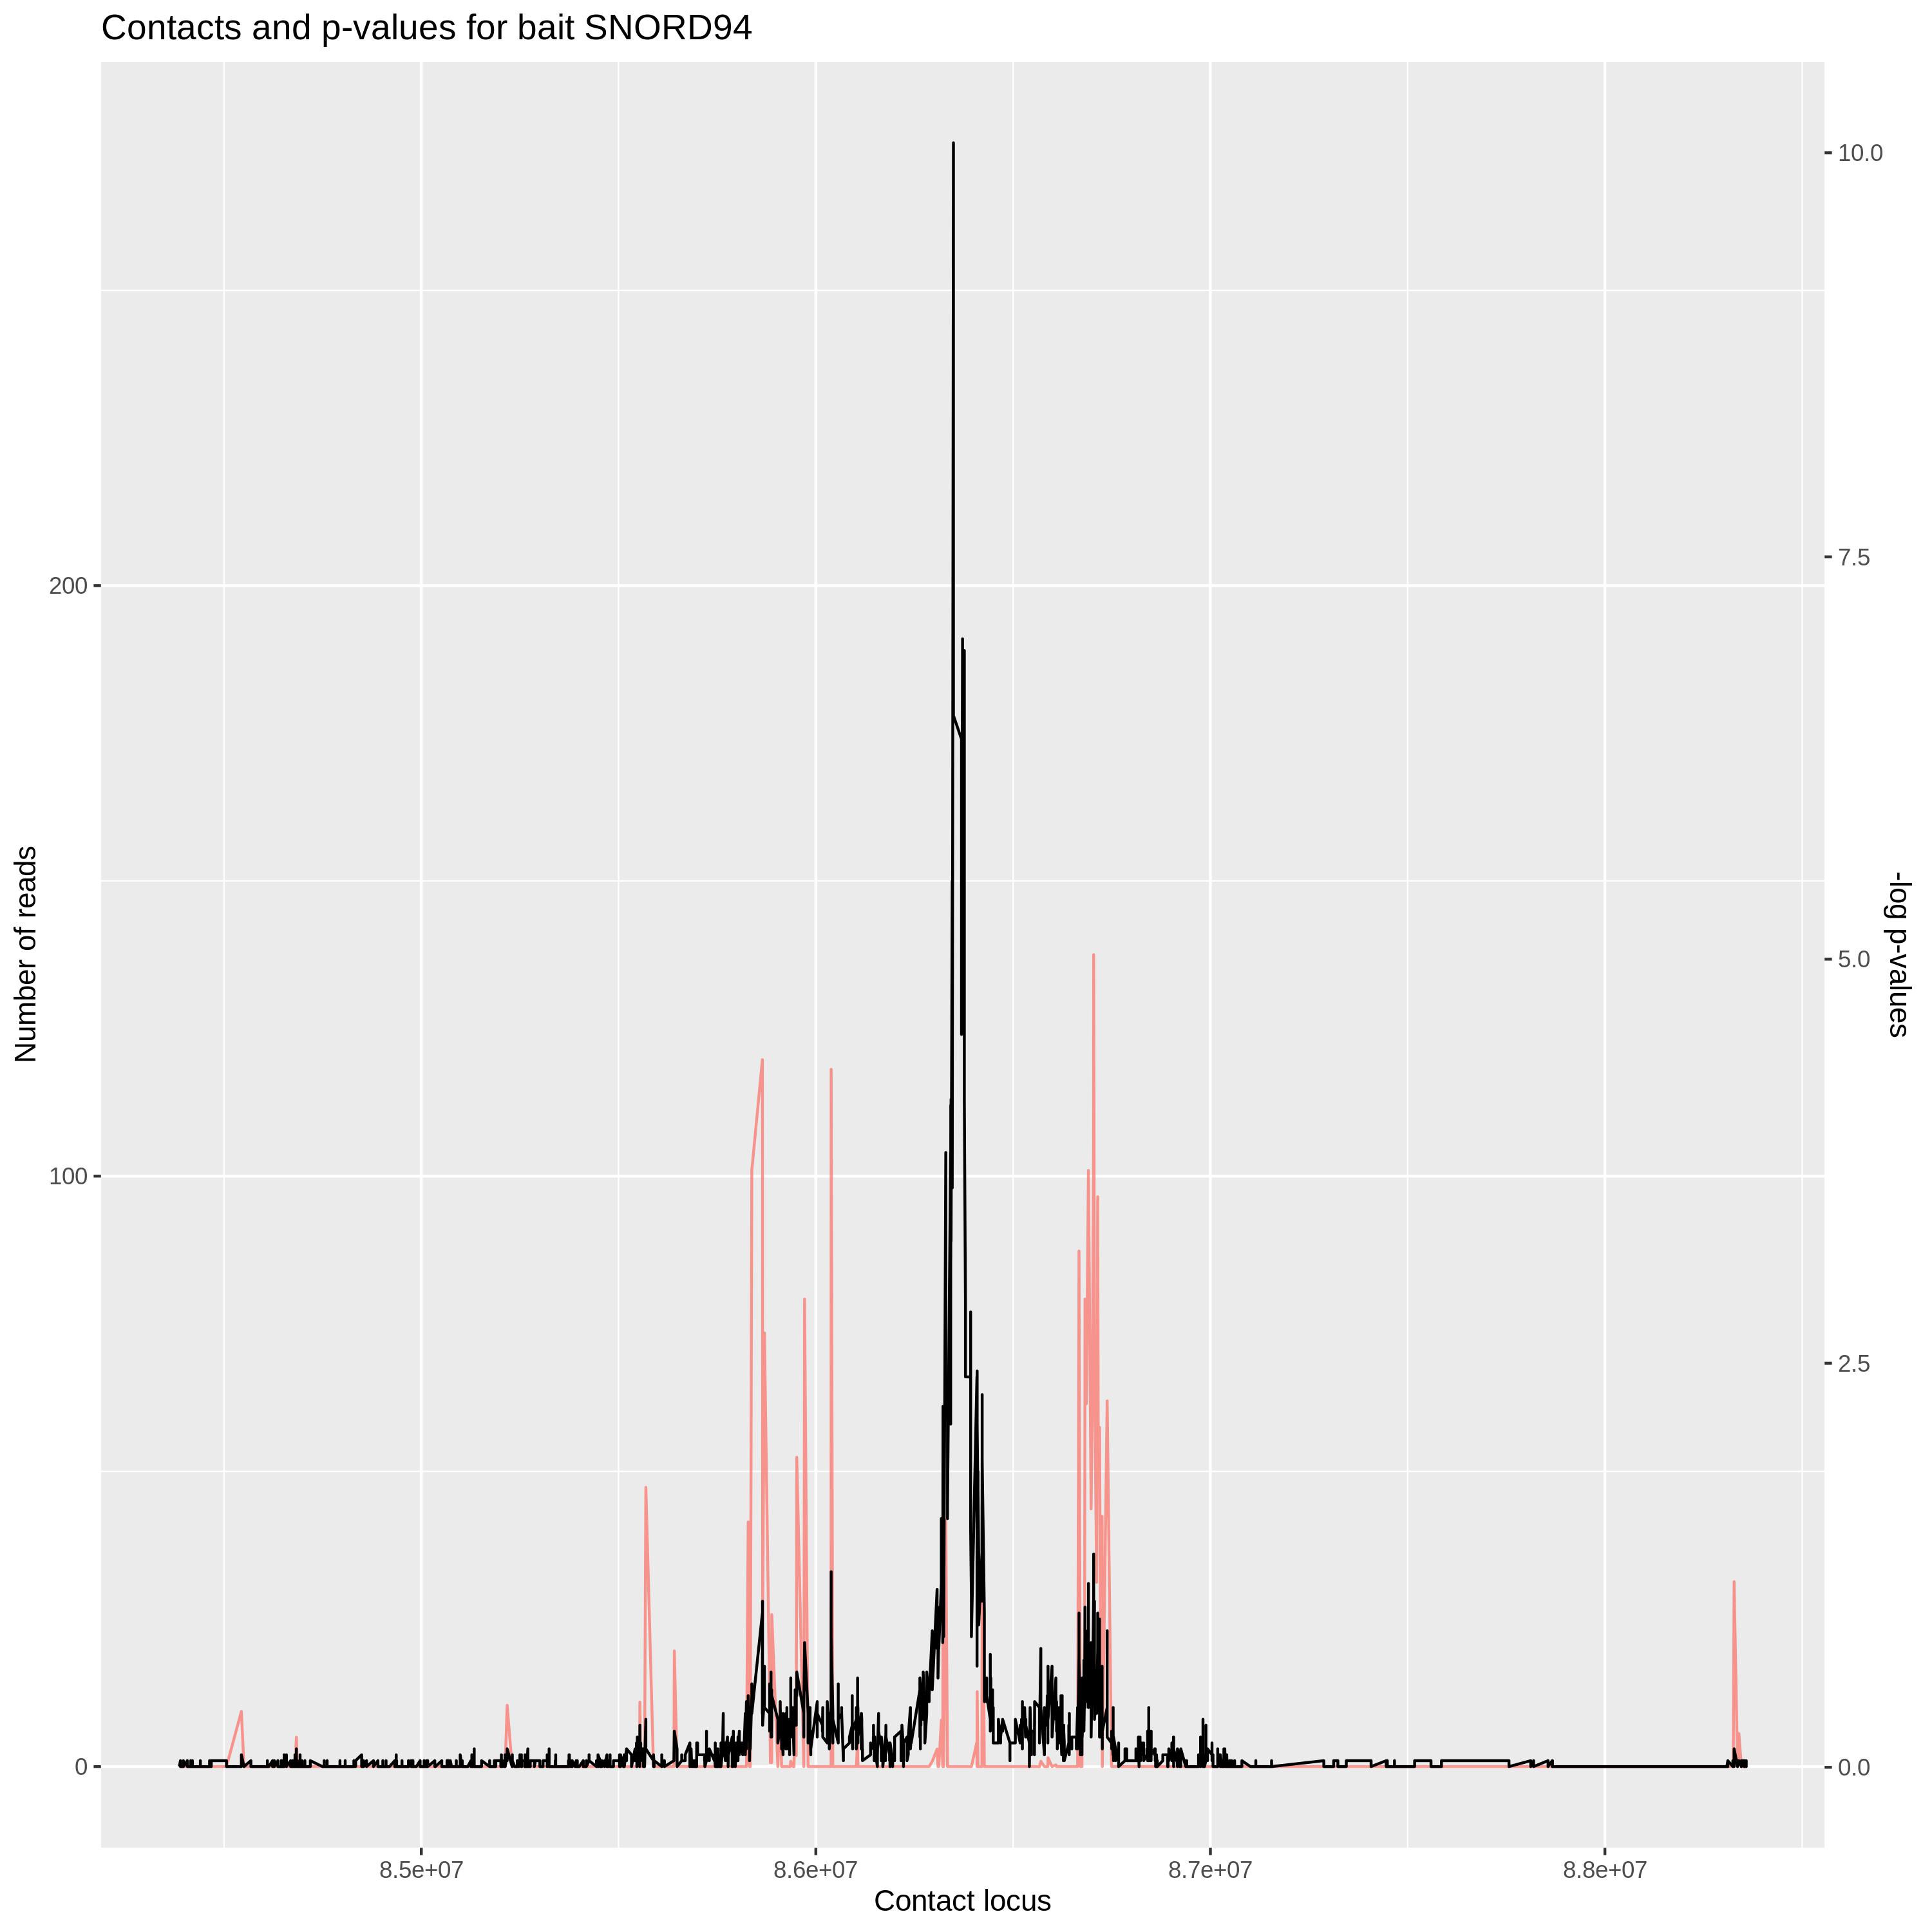 Contacts and p-values for bait SNORD94
Number of reads
200
100
0
10.0
7.5
5.0
2.5
0.0
-log p-values
8.5e+07
8.6e+07
8.7e+07
8.8e+07
Contact locus